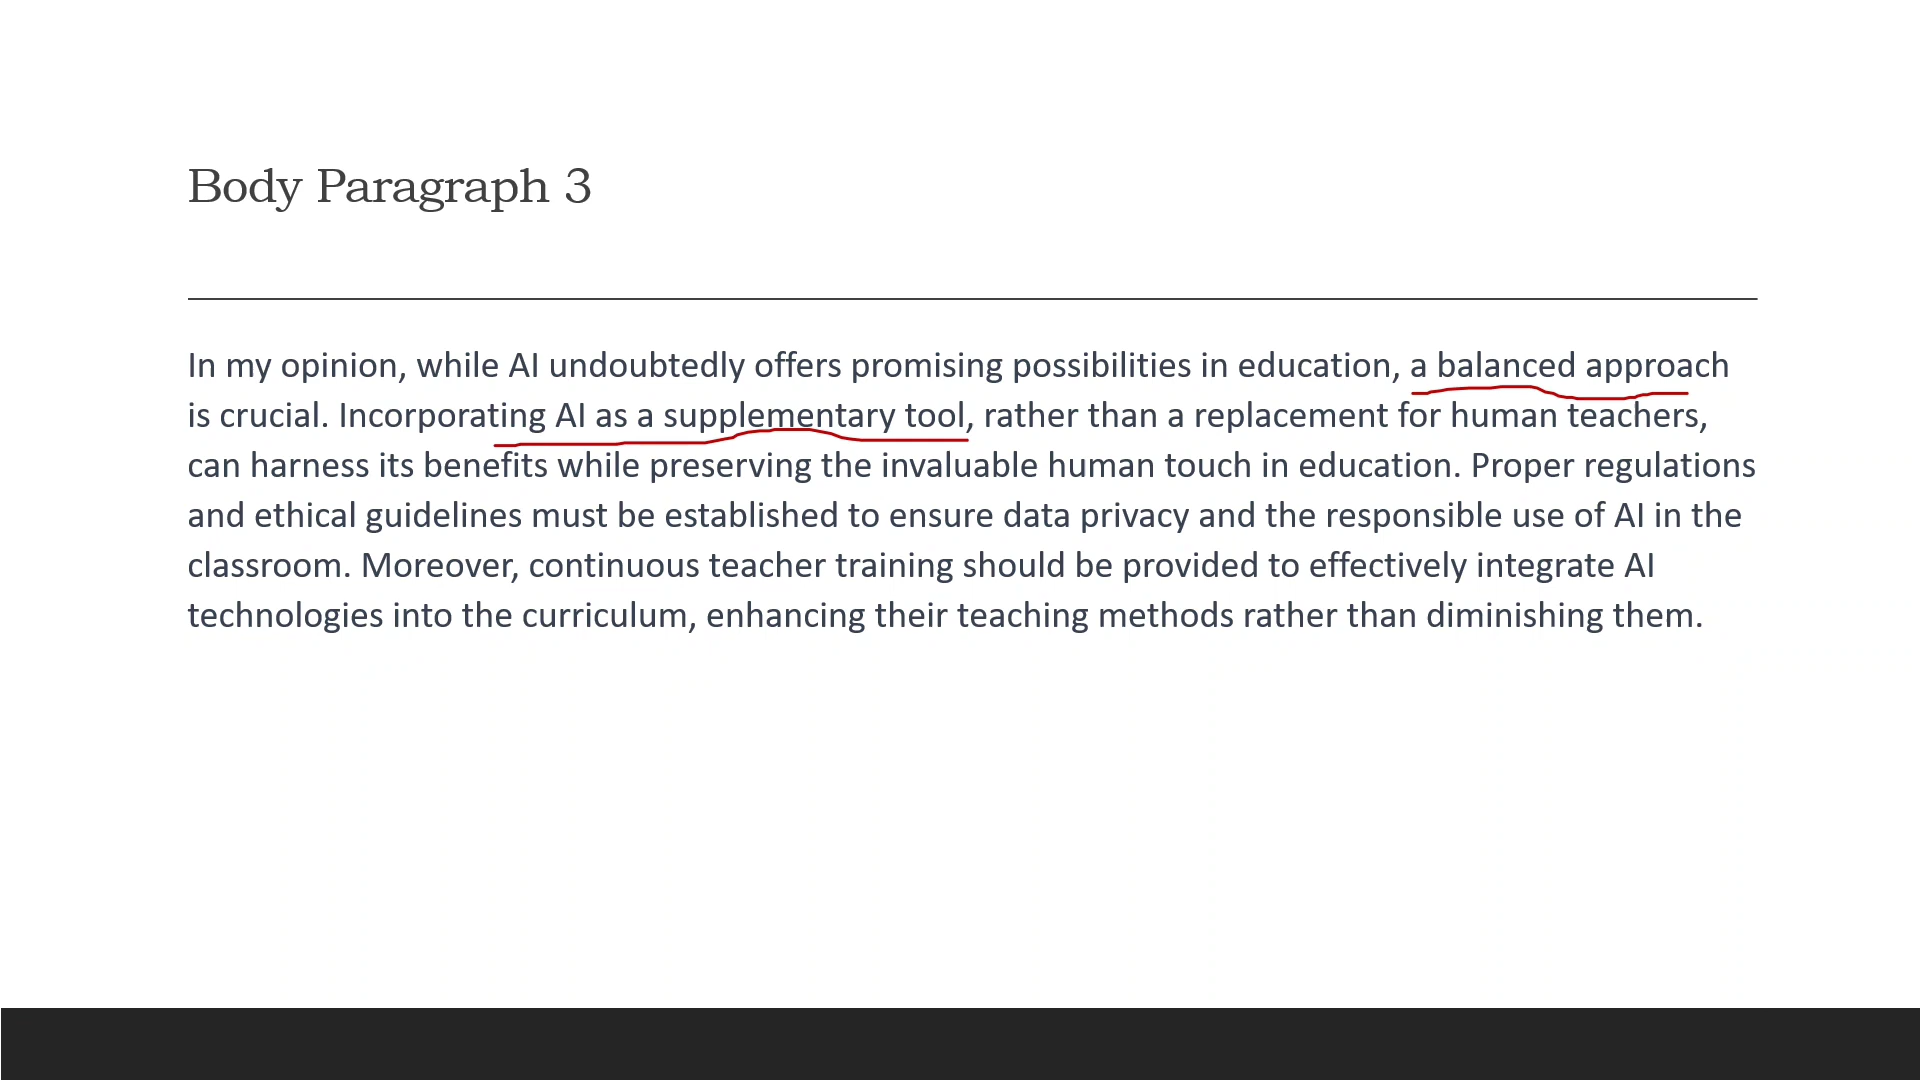 Body Paragraph 3
In my opinion, while AI undoubtedly offers promising possibilities in education, a balanced approach
is crucial. Incorporating AI as a supplementary tool, rather than a replacement for human teachers,
can harness its benefits while preserving the invaluable human touch in education. Proper regulations
and ethical guidelines must be established to ensure data privacy and the responsible use of AI in the
classroom. Moreover, continuous teacher training should be provided to effectively integrate AI
technologies into the curriculum, enhancing their teaching methods rather than diminishing them.